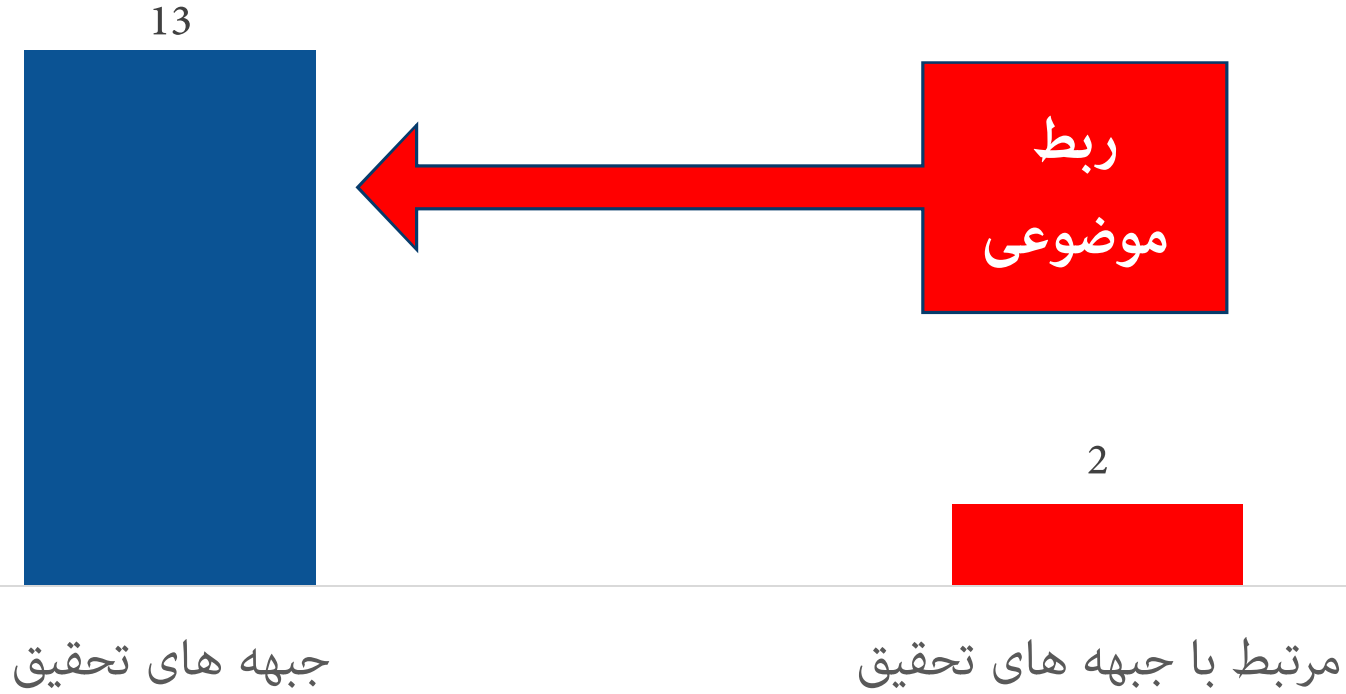 13
ربط
موضوعی
2
جبهه های تحقیق
مرتبط با جبهه های تحقیق